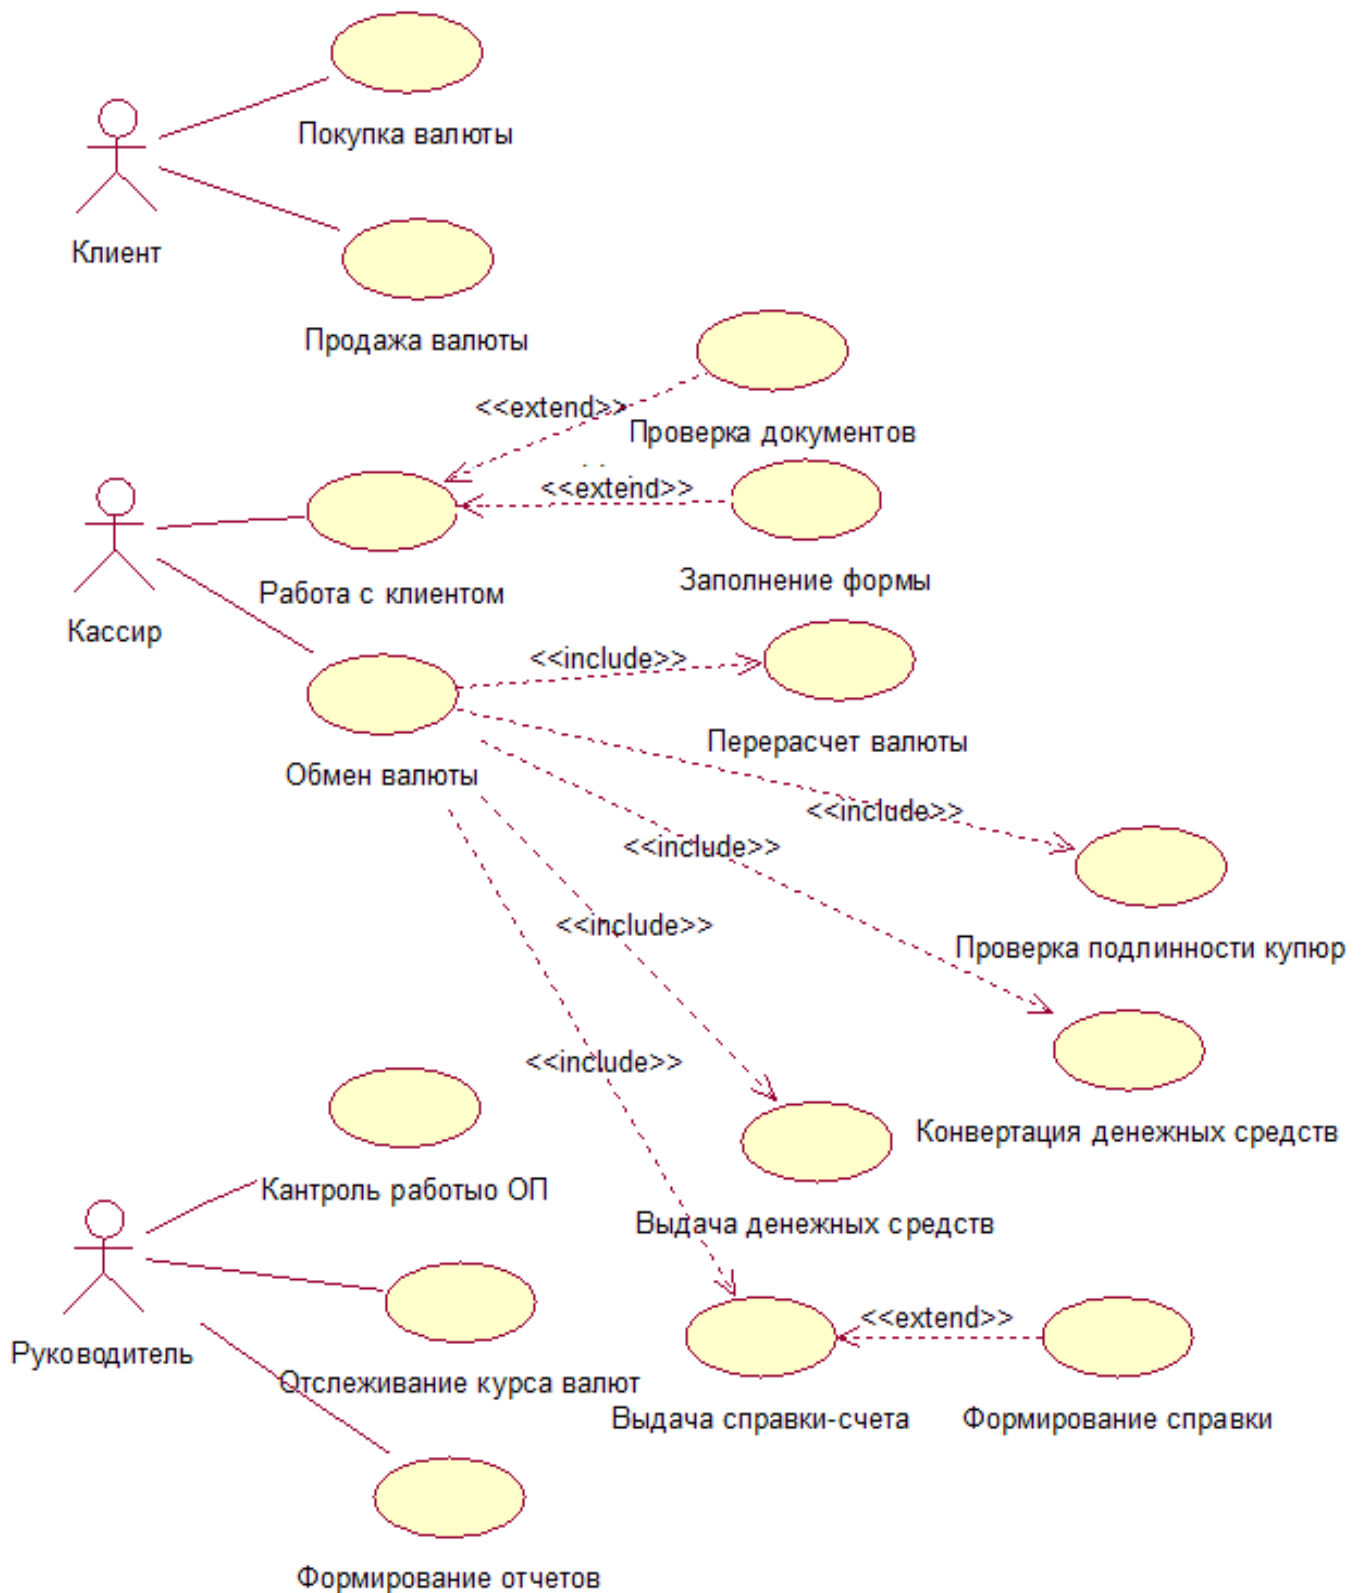 Покупка валюты
Клиент
Продажа валюты
<<extend>>
Проверка документов
<<extend>>
Заполнение формы
Работа с клиентом
Кассир
<<include>>
Перерасчет валюты
Обмен валюты
<<include>>
<<include>>
<<include>>
Проверка подлинности купюр
<<include>>
Конвертация денежных средств
Кантроль работыо ОП
Выдача денежных средств
<<extend>>
Руководитель
Отслеживание курса валют
Выдача справки-счета
Формирование справки
Формирование отчетов